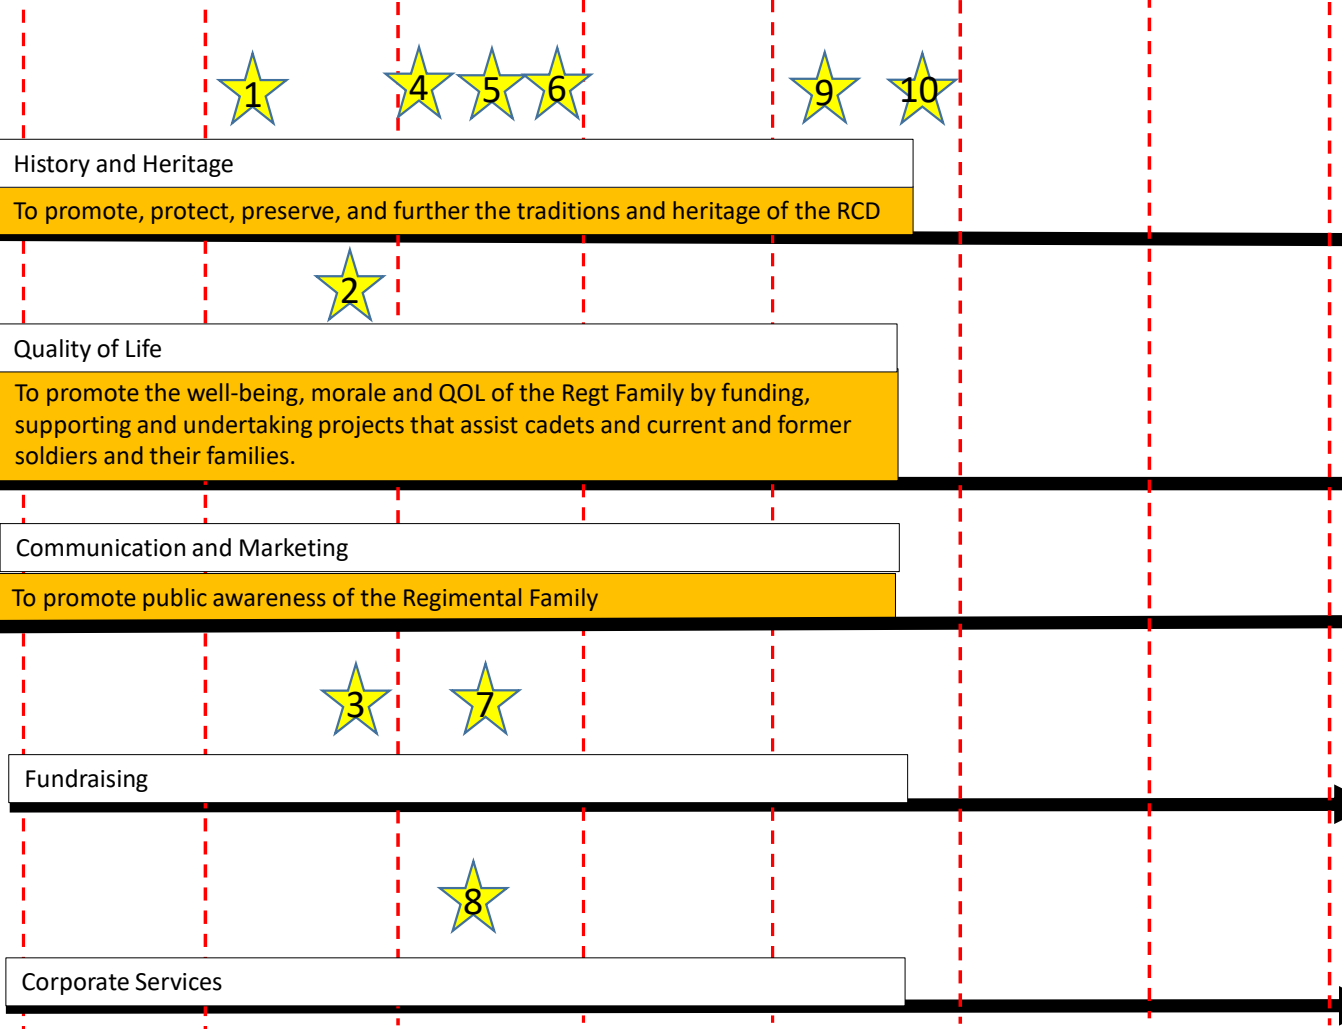 1
4
5
6
9
10
History and Heritage
To promote, protect, preserve, and further the traditions and heritage of the RCD
2
Quality of Life
To promote the well-being, morale and QOL of the Regt Family by funding,
supporting and undertaking projects that assist cadets and current and former
soldiers and their families.
Communication and Marketing
To promote public awareness of the Regimental Family
3
7
Fundraising
8
Corporate Services